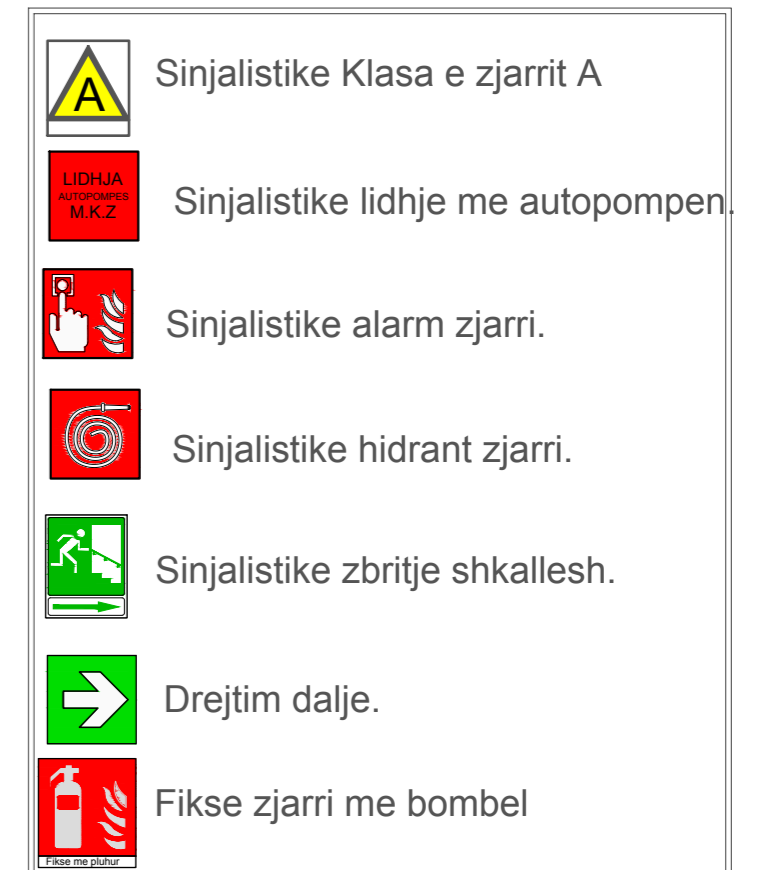 A
Sinjalistike Klasa e zjarrit A
LIDHJA
AUTOPOMPES
M.K.Z
Sinjalistike lidhje me autopompen.
Sinjalistike alarm zjarri.
Sinjalistike hidrant zjarri.
Sinjalistike zbritje shkallesh.
Drejtim dalje.
Fikse zjarri me bombel
Fikse me pluhur